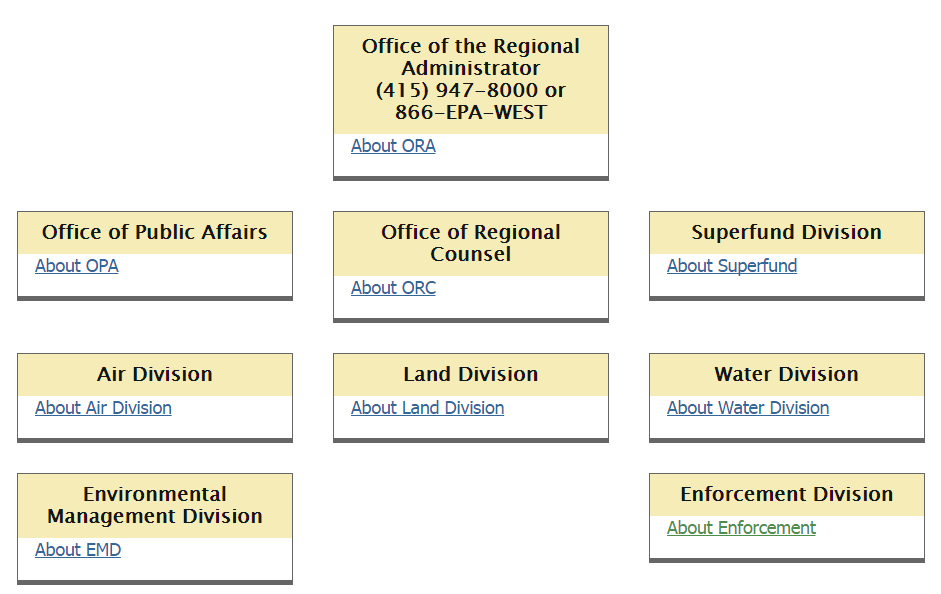 Office of the Regional
Administrator
(415) 947-8000 or
866-EPA-WEST
About ORA
Office of Public Affairs
About OPA
Office of Regional
Counsel
About ORC
Superfund Division
About Superfund
Air Division
About Air Division
Land Division
About Land Division
Water Division
About Water Division
Environmental
Management Division
About EMD
Enforcement Division
About Enforcement